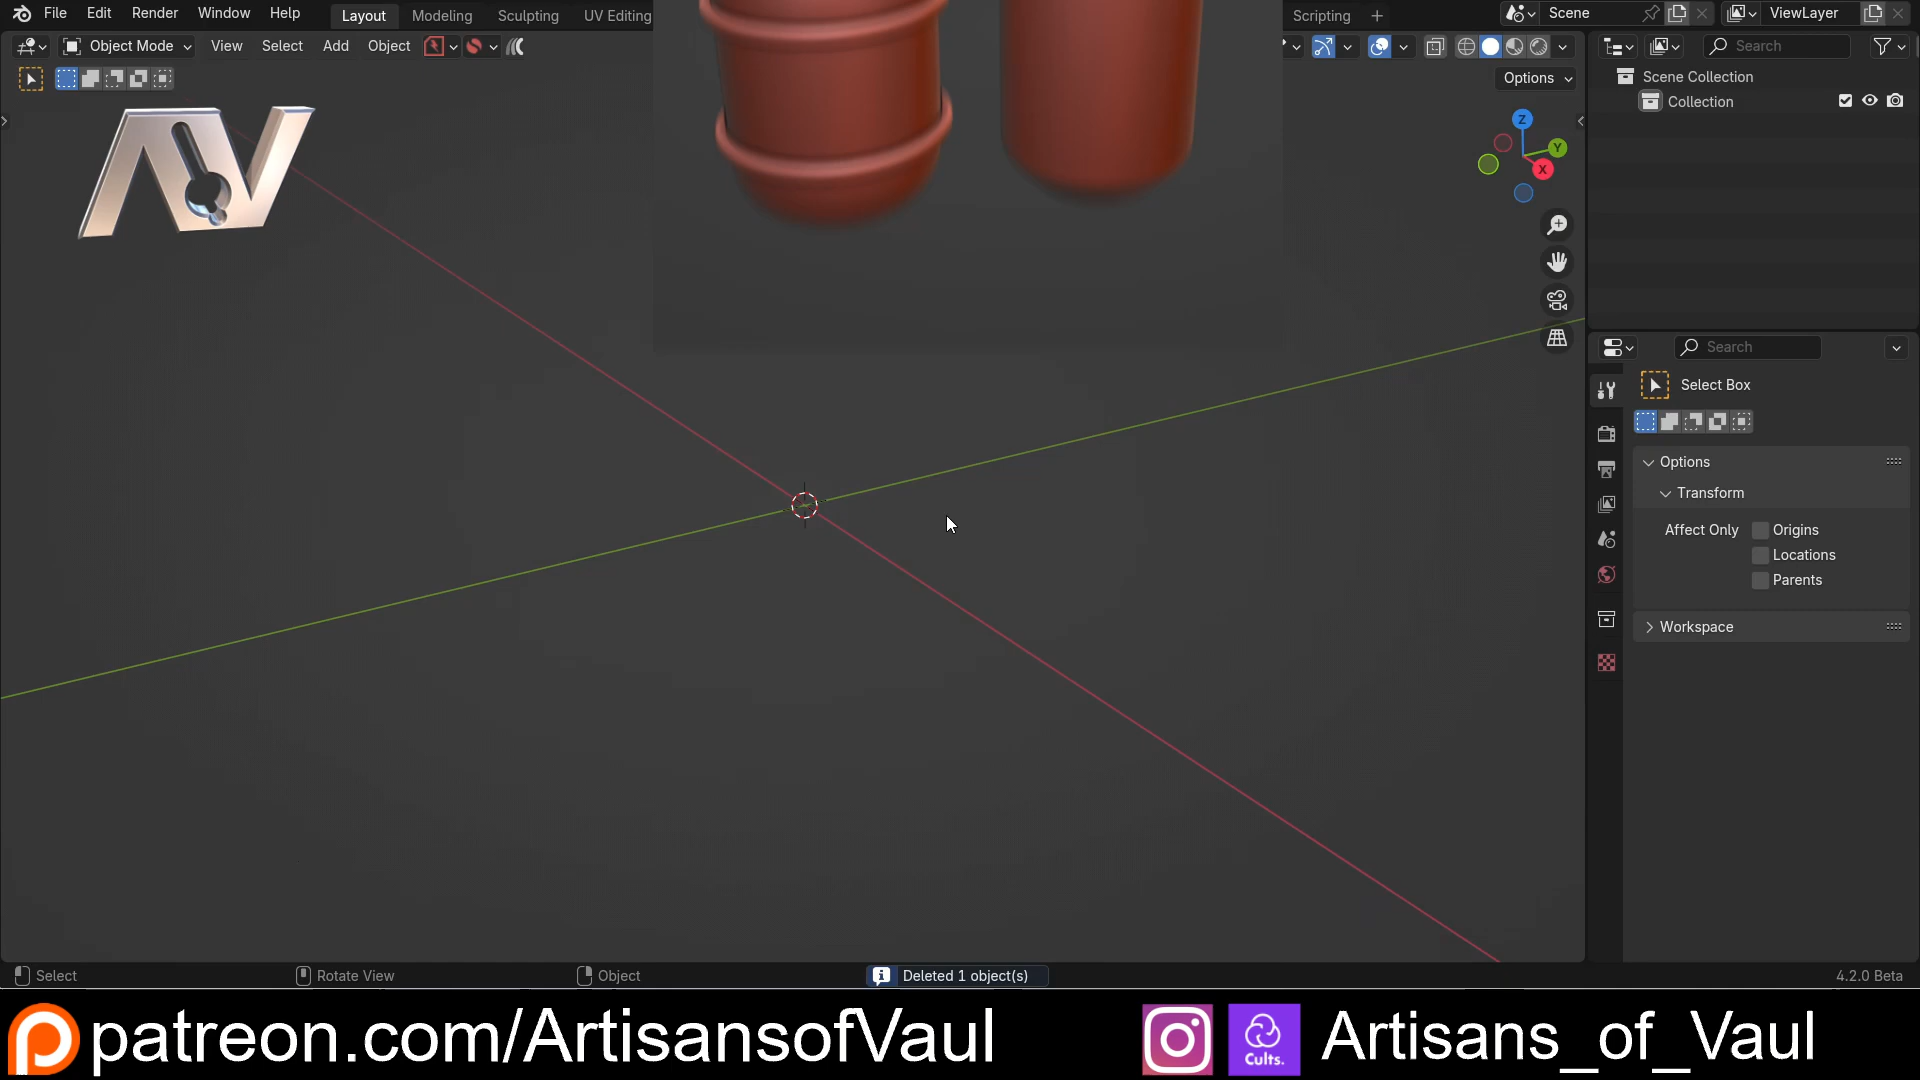 File Edit Render Window Help Layout Modeling Sculpting UV Editing Scripting + Scene ViewLayer
Object Mode View Select Add Object Search
Options
Scene Collection
Collection
Z
Y
X
Search
Select Box
Options
Transform
Affect Only Origins
Locations
Parents
Workspace
Select Rotate View Object Deleted 1 object(s) 4.2.0 Beta
patreon.com/ArtisansofVaul Cults. Artisans_of_Vaul